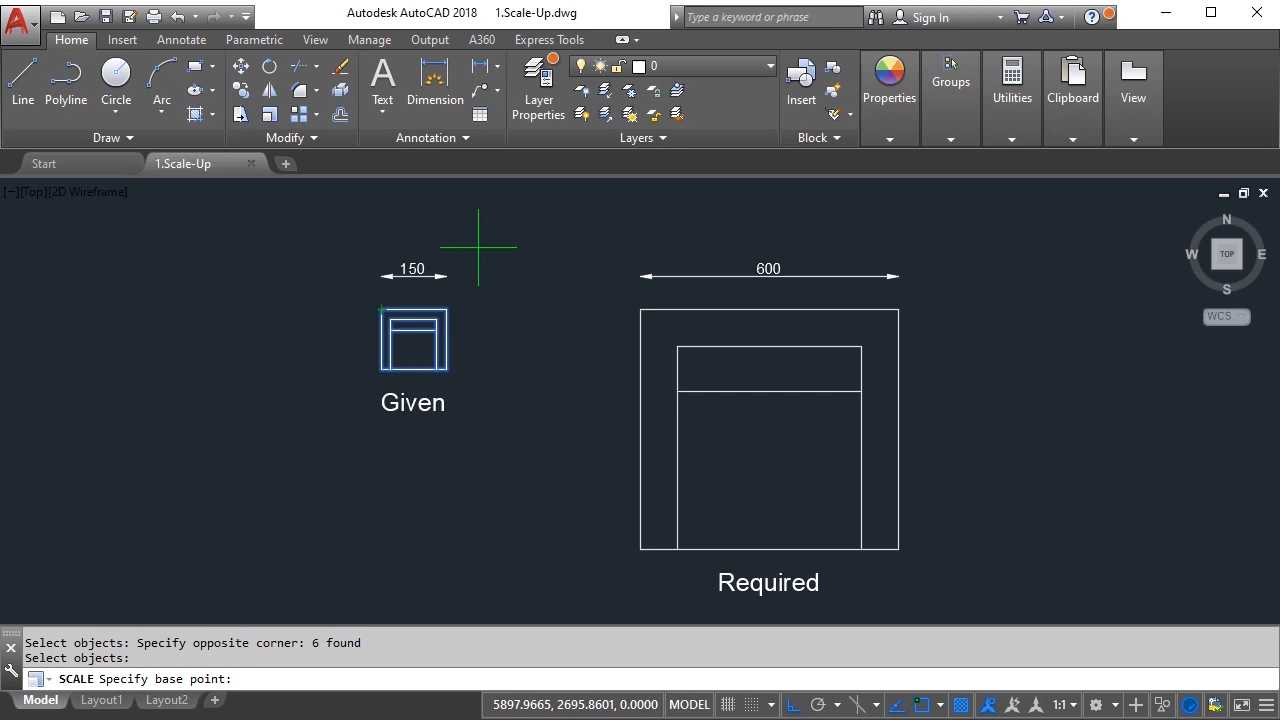 Autodesk AutoCAD 2018 1.Scale-Up.dwg
Type a keyword or phrase
Sign In
Home Insert Annotate Parametric View Manage Output A360 Express Tools
0
Line Polyline Circle Arc
Text Dimension
Layer Properties
Insert
Properties Groups Utilities Clipboard View
Draw Modify Annotation Layers Block
Start 1.Scale-Up
[−][Top][2D Wireframe]
N
W TOP E
S
WCS
150 600
Given
Required
Select objects: Specify opposite corner: 6 found
Select objects:
SCALE Specify base point:
Model Layout1 Layout2
5897.9665, 2695.8601, 0.0000 MODEL 1:1